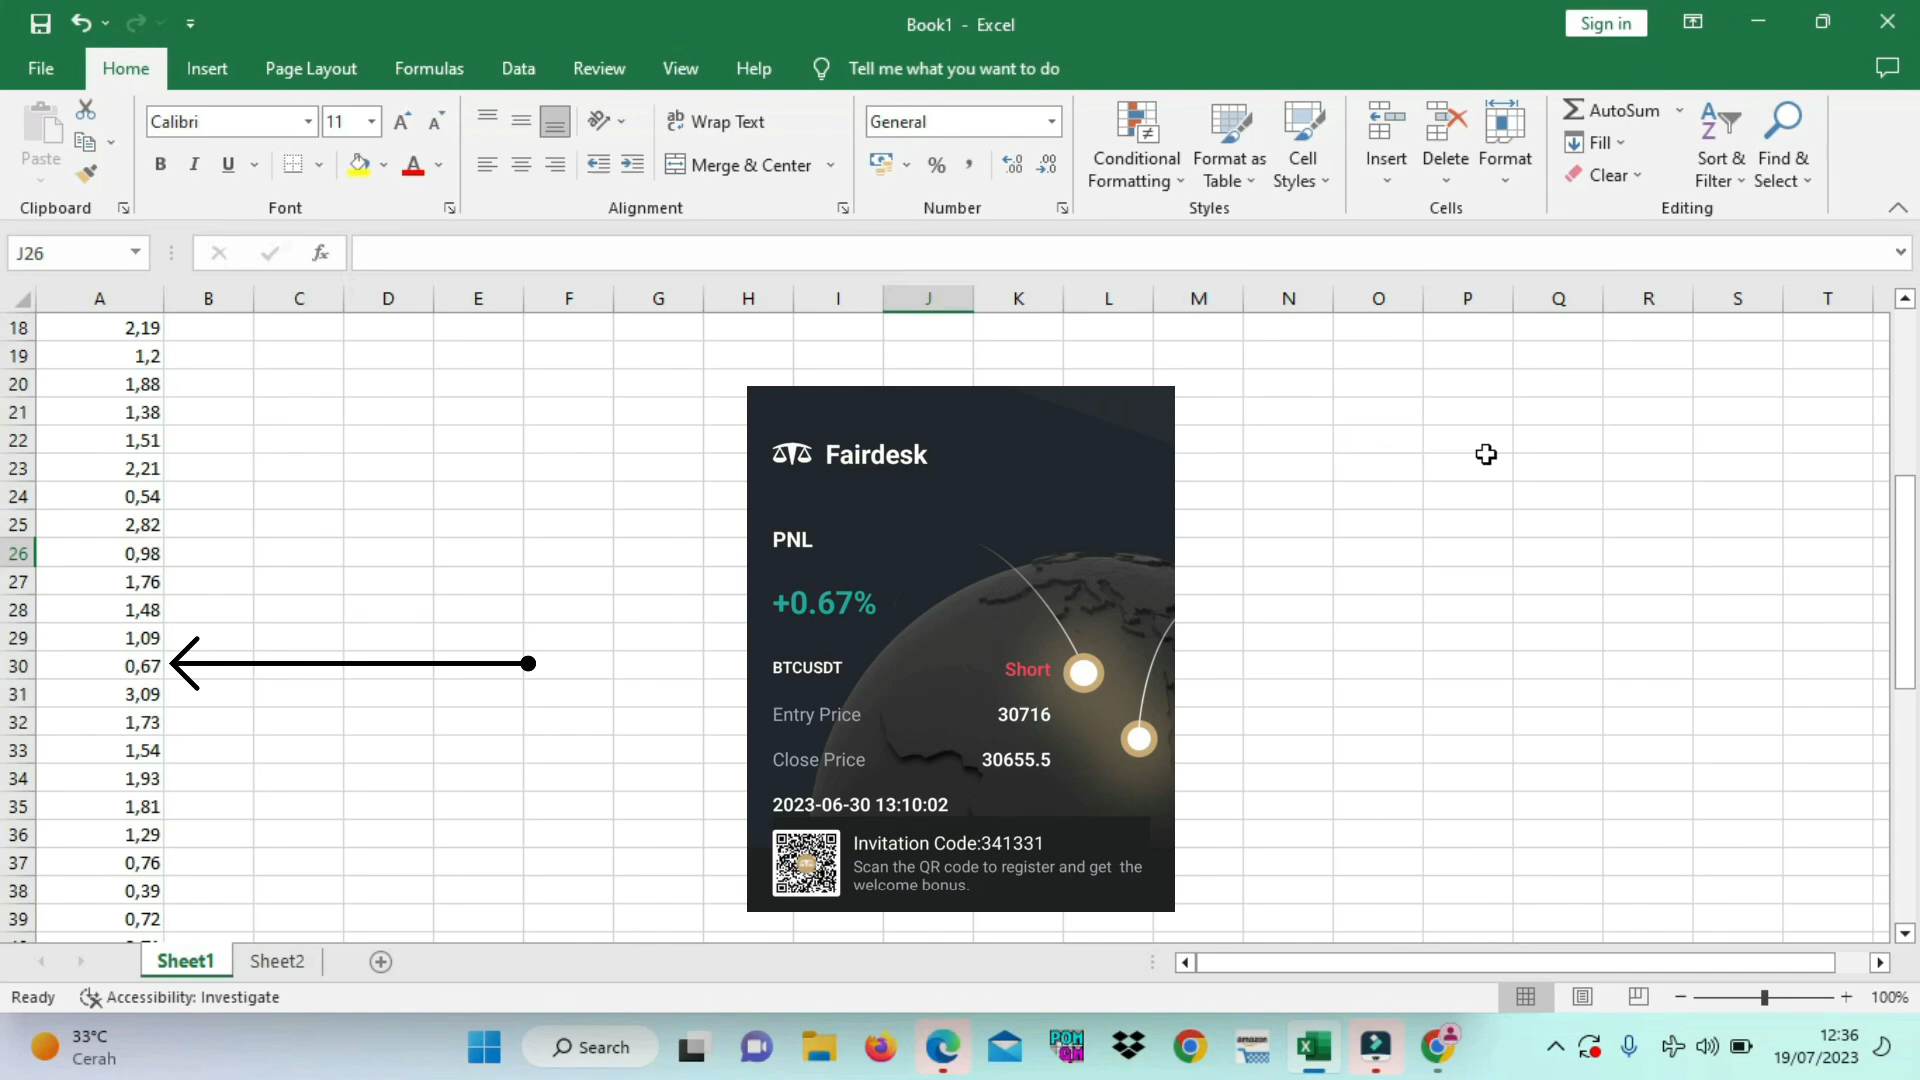 Book1 - Excel
Sign in
File Home Insert Page Layout Formulas Data Review View Help Tell me what you want to do
Paste
Calibri 11
B I U
Wrap Text
Merge & Center
General
Conditional Formatting
Format as Table
Cell Styles
Insert Delete Format
AutoSum
Fill
Clear
Sort & Filter
Find & Select
Clipboard Font Alignment Number Styles Cells Editing
J26 fx
A B C D E F G H I J K L M N O P Q R S T
18 2,19
19 1,2
20 1,88
21 1,38
22 1,51
23 2,21
24 0,54
25 2,82
26 0,98
27 1,76
28 1,48
29 1,09
30 0,67
31 3,09
32 1,73
33 1,54
34 1,93
35 1,81
36 1,29
37 0,76
38 0,39
39 0,72
Fairdesk
PNL
+0.67%
BTCUSDT Short
Entry Price 30716
Close Price 30655.5
2023-06-30 13:10:02
Invitation Code:341331
Scan the QR code to register and get the
welcome bonus.
Sheet1 Sheet2
Ready Accessibility: Investigate 100%
33°C
Cerah
Search
POM QM
amazon
12:36
19/07/2023